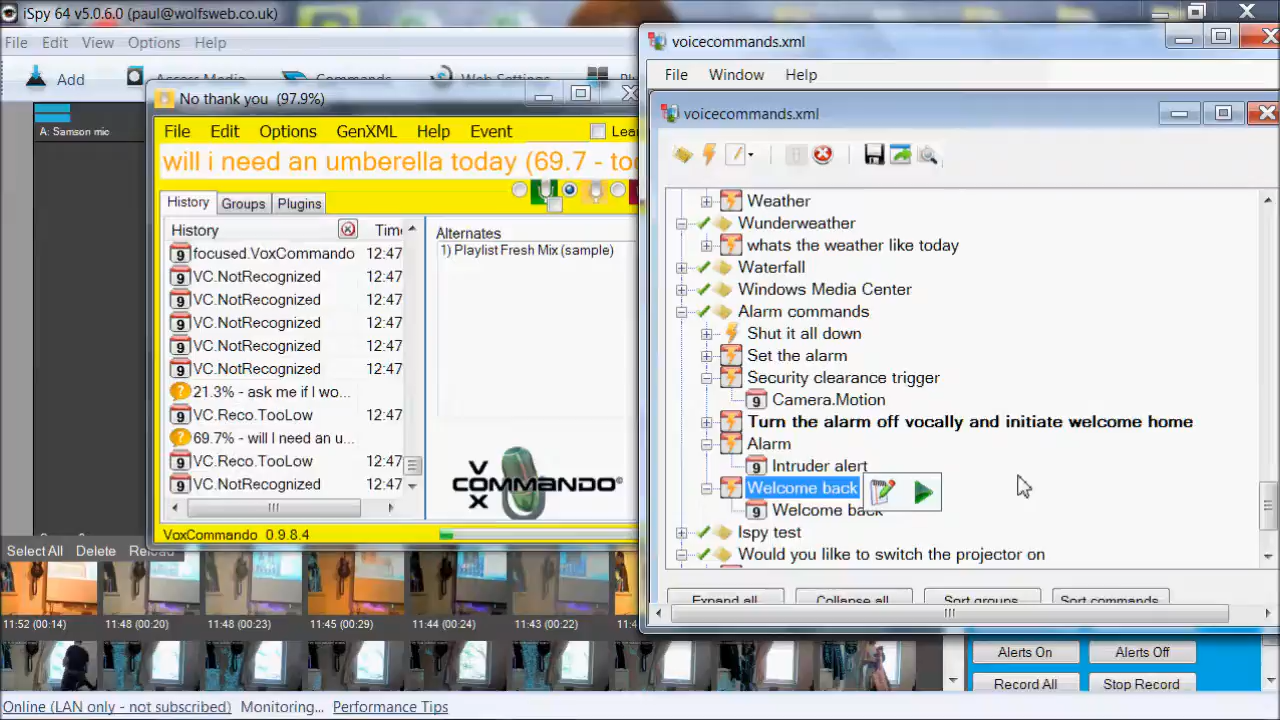 iSpy 64 v5.0.6.0 (paul@wolfsweb.co.uk)
File Edit View Options Help
Add Access Media Commands Web Settings
A: Samson mic
No thank you (97.9%)
File Edit Options GenXML Help Event
will i need an umberella today (69.7 - too
History Groups Plugins
History
focused.VoxCommando 12:47
VC.NotRecognized 12:47
VC.NotRecognized 12:47
VC.NotRecognized 12:47
VC.NotRecognized 12:47
VC.NotRecognized 12:47
21.3% - ask me if I wo...
VC.Reco.TooLow 12:47
69.7% - will I need an u...
VC.Reco.TooLow 12:47
VC.NotRecognized 12:47
Alternates
1) Playlist Fresh Mix (sample)
VOX COMMANDO
VoxCommando 0.9.8.4
voicecommands.xml
File Window Help
voicecommands.xml
Weather
Wunderweather
whats the weather like today
Waterfall
Windows Media Center
Alarm commands
Shut it all down
Set the alarm
Security clearance trigger
Camera.Motion
Turn the alarm off vocally and initiate welcome home
Alarm
Intruder alert
Welcome back
Welcome back
Ispy test
Would you lilke to switch the projector on
Expand all Collapse all Sort groups Sort commands
Select All Delete Reload
11:52 (00:14) 11:48 (00:20) 11:45 (00:29) 11:44 (00:24) 11:43 (00:22)
Alerts On Alerts Off
Record All Stop Record
Online (LAN only - not subscribed) Monitoring... Performance Tips